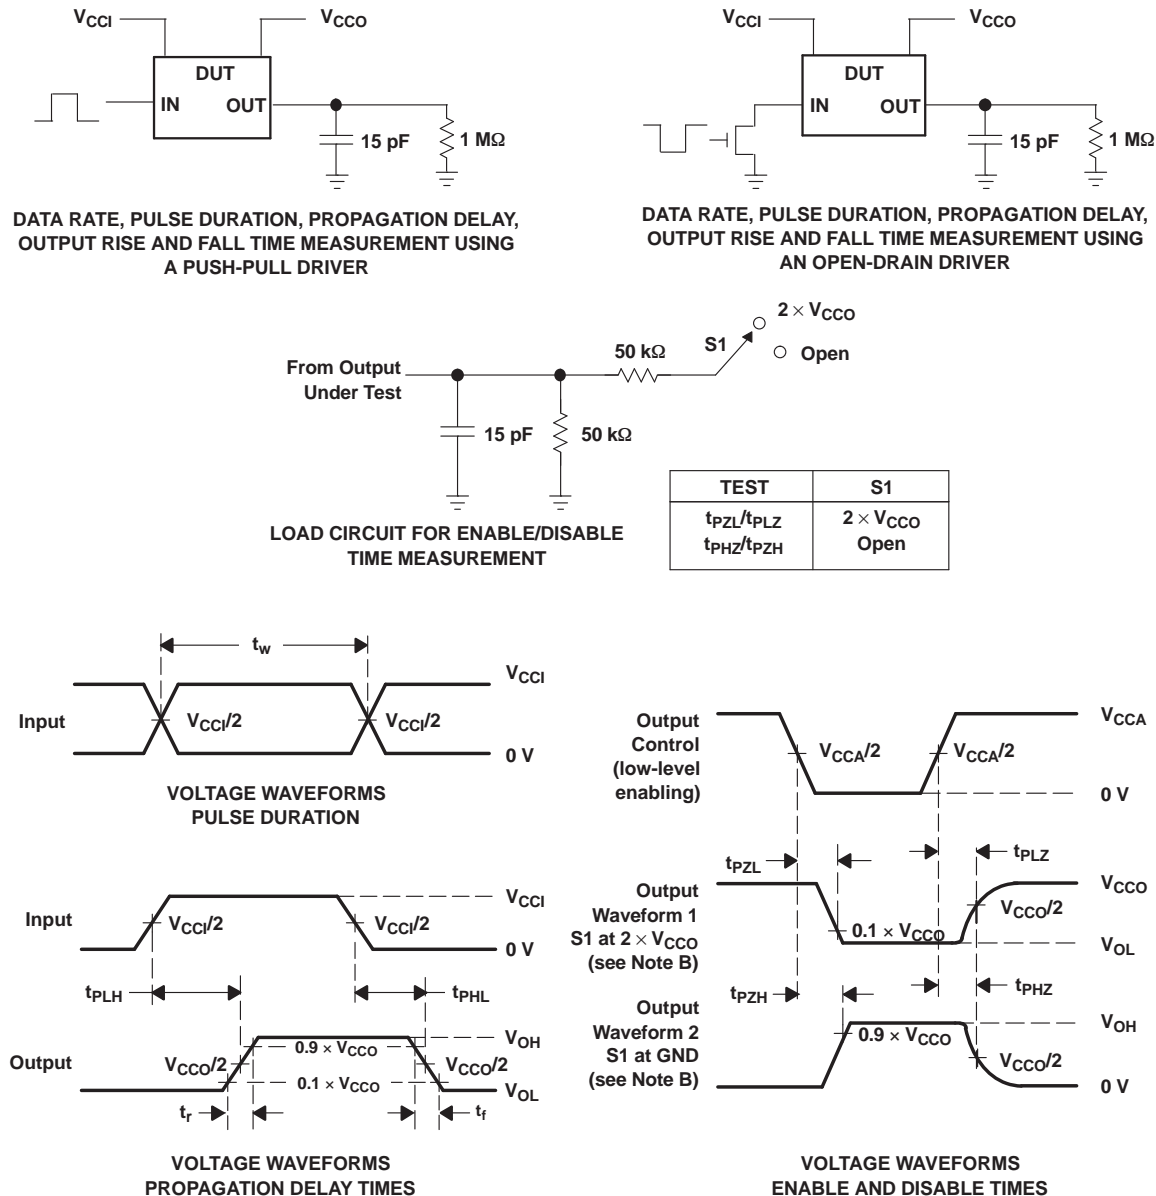 VCCI
VCCO
DUT
IN OUT
15 pF
1 MΩ
DATA RATE, PULSE DURATION, PROPAGATION DELAY,
OUTPUT RISE AND FALL TIME MEASUREMENT USING
A PUSH-PULL DRIVER
VCCI
VCCO
DUT
IN OUT
15 pF
1 MΩ
DATA RATE, PULSE DURATION, PROPAGATION DELAY,
OUTPUT RISE AND FALL TIME MEASUREMENT USING
AN OPEN-DRAIN DRIVER
From Output
Under Test
15 pF
50 kΩ
50 kΩ
S1
2 × VCCO
Open
LOAD CIRCUIT FOR ENABLE/DISABLE
TIME MEASUREMENT
TEST S1
tPZL/tPLZ 2 × VCCO
tPHZ/tPZH Open
tw
Input
VCCI
VCCI/2
VCCI/2
0 V
VOLTAGE WAVEFORMS
PULSE DURATION
Input
VCCI
VCCI/2
VCCI/2
0 V
tPLH
tPHL
Output
VOH
0.9 × VCCO
VCCO/2
VCCO/2
0.1 × VCCO
VOL
tr
tf
VOLTAGE WAVEFORMS
PROPAGATION DELAY TIMES
Output
Control
(low-level
enabling)
VCCA
VCCA/2
VCCA/2
0 V
tPZL
tPLZ
Output
Waveform 1
S1 at 2 × VCCO
(see Note B)
VCCO
VCCO/2
0.1 × VCCO
VOL
tPZH
tPHZ
Output
Waveform 2
S1 at GND
(see Note B)
VOH
0.9 × VCCO
VCCO/2
0 V
VOLTAGE WAVEFORMS
ENABLE AND DISABLE TIMES